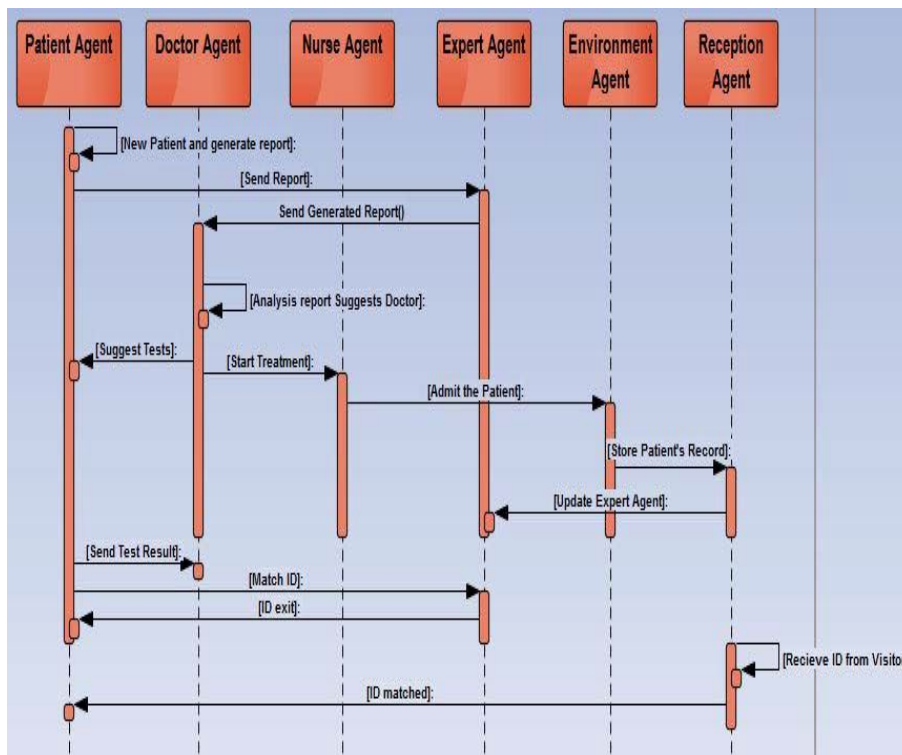 Patient Agent
Doctor Agent
Nurse Agent
Expert Agent
Environment
Agent
Reception
Agent
[New Patient and generate report]:
[Send Report]:
Send Generated Report()
[Analysis report Suggests Doctor]:
[Suggest Tests]:
[Start Treatment]:
[Admit the Patient]:
[Store Patient's Record]:
[Update Expert Agent]:
[Send Test Result]:
[Match ID]:
[ID exit]:
[Recieve ID from Visito
[ID matched]: